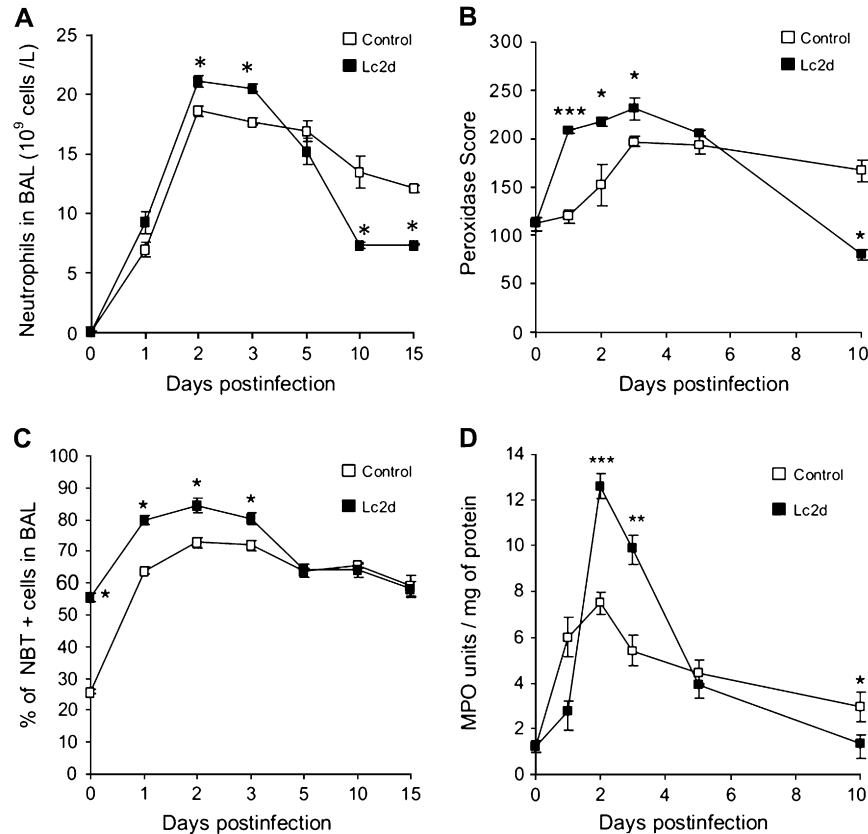 A
Neutrophils in BAL (10⁹ cells /L)
25
20
15
10
5
0
0 1 2 3 5 10 15
Days postinfection
Control
Lc2d
* *
* *
B
Peroxidase Score
300
250
200
150
100
50
0
0 2 4 6 8 10
Days postinfection
Control
Lc2d
*** * *
*
C
% of NBT + cells in BAL
100
90
80
70
60
50
40
30
20
10
0
0 1 2 3 5 10 15
Days postinfection
Control
Lc2d
* * * *
D
MPO units / mg of protein
14
12
10
8
6
4
2
0
0 2 4 6 8 10
Days postinfection
Control
Lc2d
*** **
*